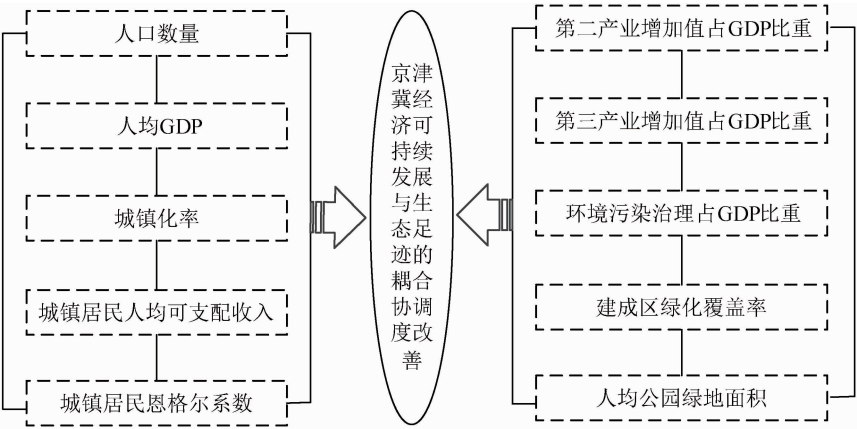 人口数量
人均GDP
城镇化率
城镇居民人均可支配收入
城镇居民恩格尔系数
京津
冀经
济可
持续
发展
与生
态足
迹的
耦合
协调
度改
善
第二产业增加值占GDP比重
第三产业增加值占GDP比重
环境污染治理占GDP比重
建成区绿化覆盖率
人均公园绿地面积